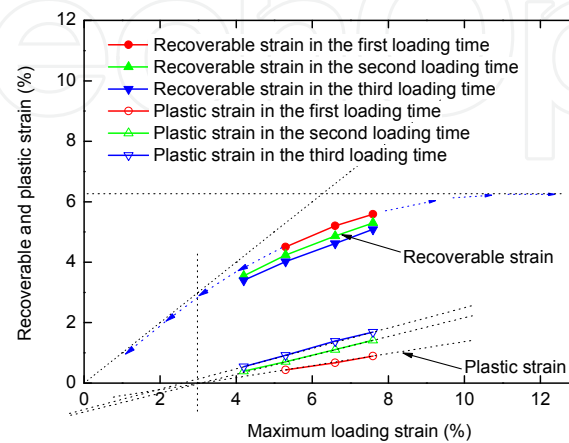 12
10
8
6
4
2
0
Recoverable and plastic strain (%)
Recoverable strain in the first loading time
Recoverable strain in the second loading time
Recoverable strain in the third loading time
Plastic strain in the first loading time
Plastic strain in the second loading time
Plastic strain in the third loading time
Recoverable
strain
Plastic strain
0 2 4 6 8 10 12
Maximum loading strain (%)